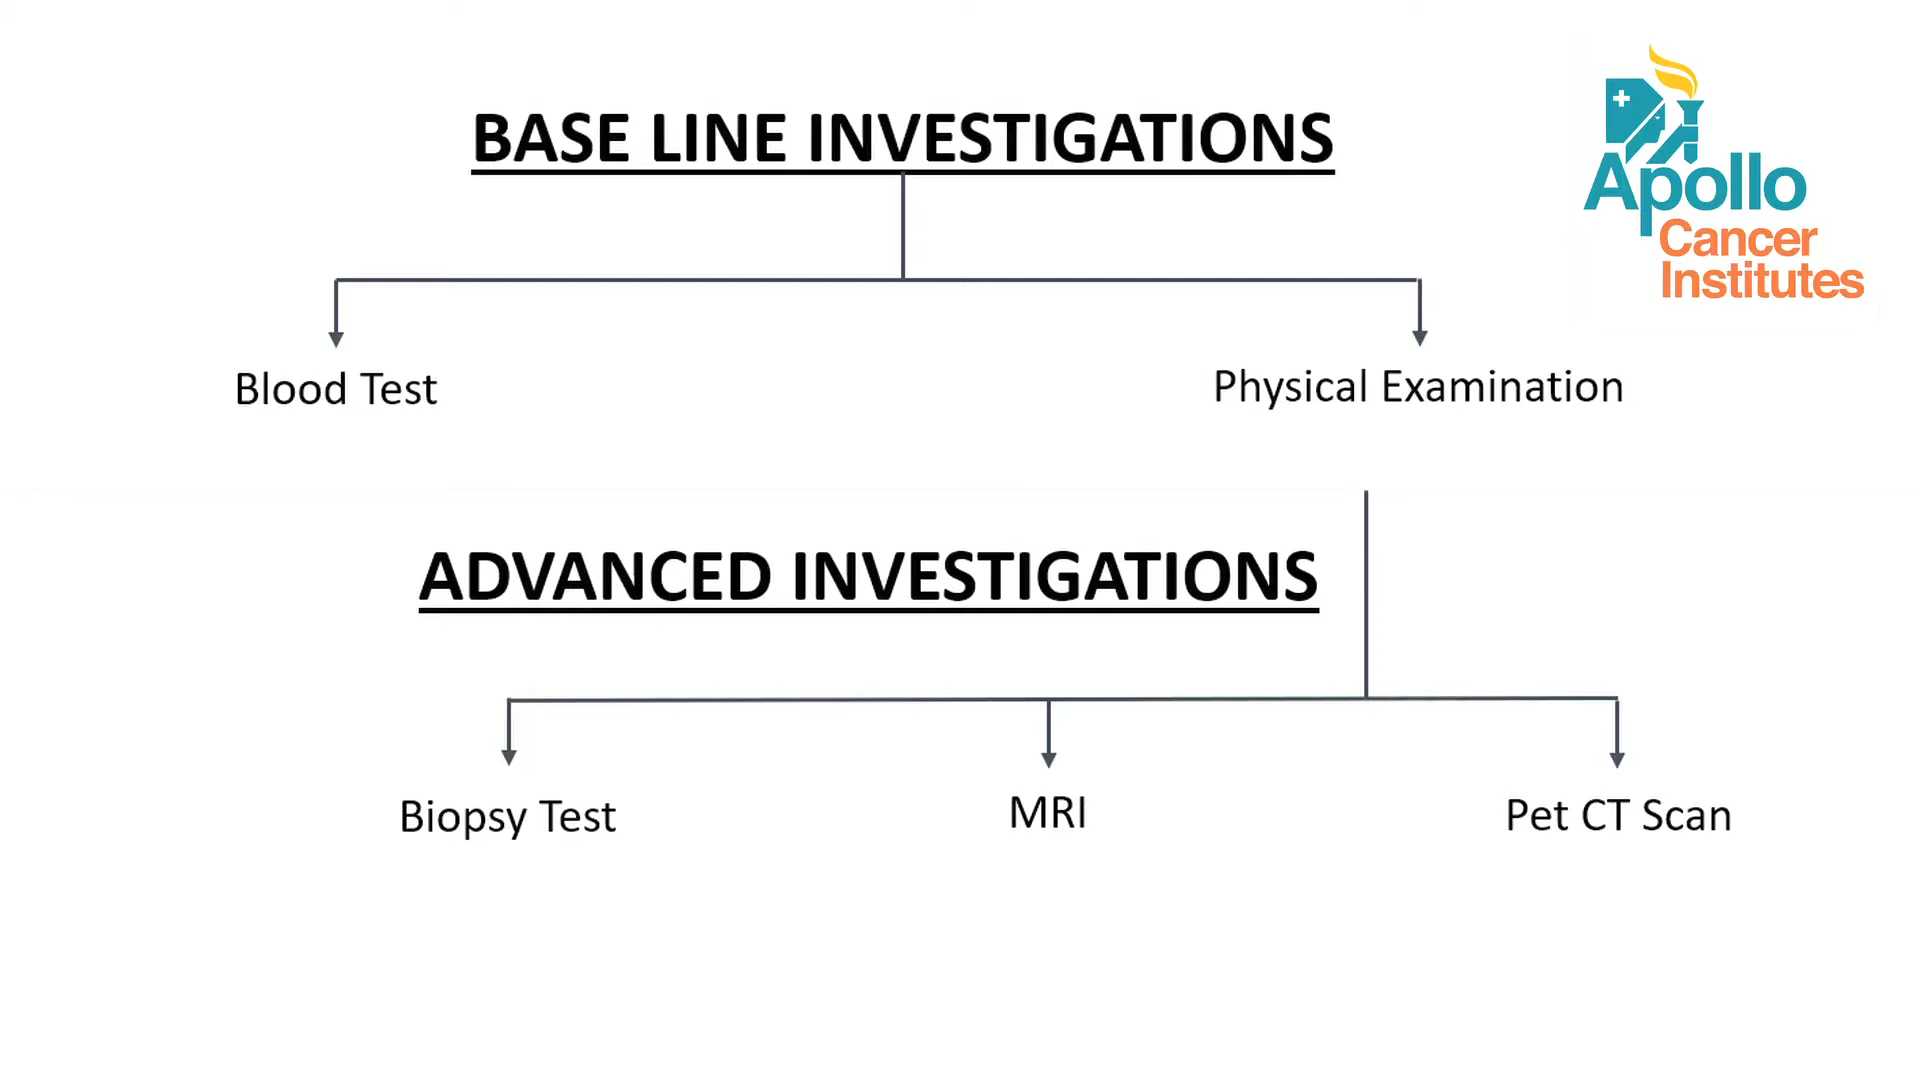 BASE LINE INVESTIGATIONS
Apollo
Cancer
Institutes
Blood Test
Physical Examination
ADVANCED INVESTIGATIONS
Biopsy Test
MRI
Pet CT Scan